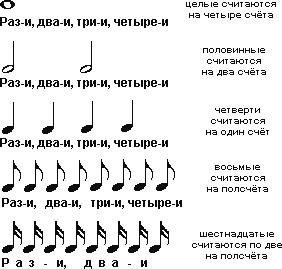 целые считаются
на четыре счёта
Раз-и, два-и, три-и, четыре-и
половинные
считаются
на два счёта
Раз-и, два-и, три-и, четыре-и
четверти
считаются
на один счёт
Раз-и, два-и, три-и, четыре-и
восьмые
считаются
на полсчёта
Раз-и, два-и, три-и, четыре-и
шестнадцатые
считаются по две
на полсчёта
Р а з - и, д в а - и